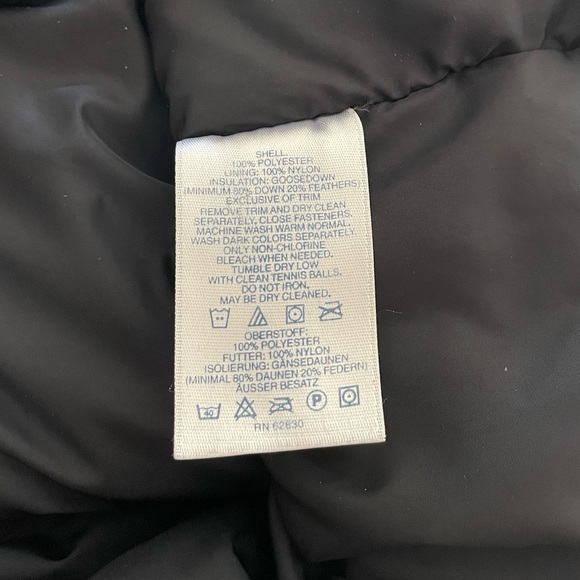 SHELL:
100% POLYESTER
LINING: 100% NYLON
INSULATION: GOOSEDOWN
(MINIMUM 80% DOWN 20% FEATHERS)
EXCLUSIVE OF TRIM
REMOVE TRIM AND DRY CLEAN
SEPARATELY. CLOSE FASTENERS.
MACHINE WASH WARM NORMAL.
WASH DARK COLORS SEPARATELY.
ONLY NON-CHLORINE
BLEACH WHEN NEEDED.
TUMBLE DRY LOW
WITH CLEAN TENNIS BALLS.
DO NOT IRON.
MAY BE DRY CLEANED.
OBERSTOFF:
100% POLYESTER
FUTTER: 100% NYLON
ISOLIERUNG: GÄNSEDAUNEN
(MINIMAL 80% DAUNEN 20% FEDERN)
ÄUSSER BESATZ
40 P
RN 62830